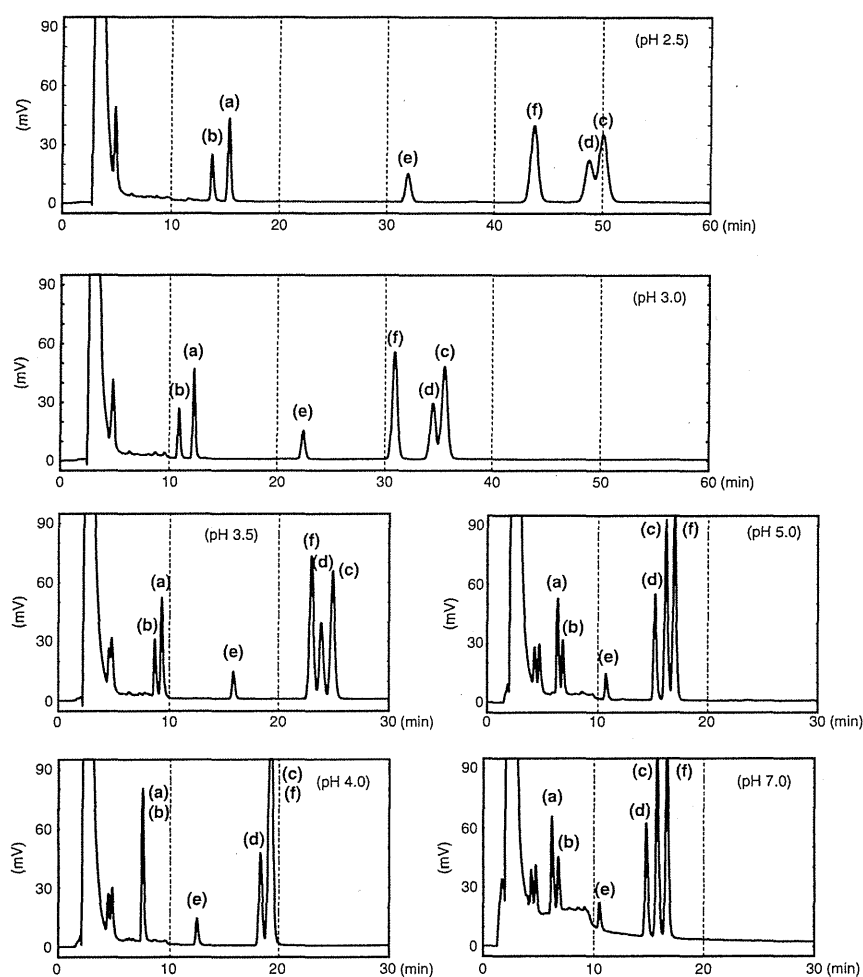 90
60
30
0
(mV)
(pH 2.5)
(b)
(a)
(e)
(f)
(d)
(c)
0 10 20 30 40 50 60 (min)
90
60
30
0
(mV)
(pH 3.0)
(b)
(a)
(e)
(f)
(d)
(c)
0 10 20 30 40 50 60 (min)
90
60
30
0
(mV)
(pH 3.5)
(b)
(a)
(e)
(f)
(d)
(c)
0 10 20 30 (min)
90
60
30
0
(mV)
(pH 5.0)
(a)
(b)
(e)
(d)
(c)
(f)
0 10 20 30 (min)
90
60
30
0
(mV)
(pH 4.0)
(a)
(b)
(e)
(d)
(c)
(f)
0 10 20 30 (min)
90
60
30
0
(mV)
(pH 7.0)
(a)
(b)
(e)
(d)
(c)
(f)
0 10 20 30 (min)